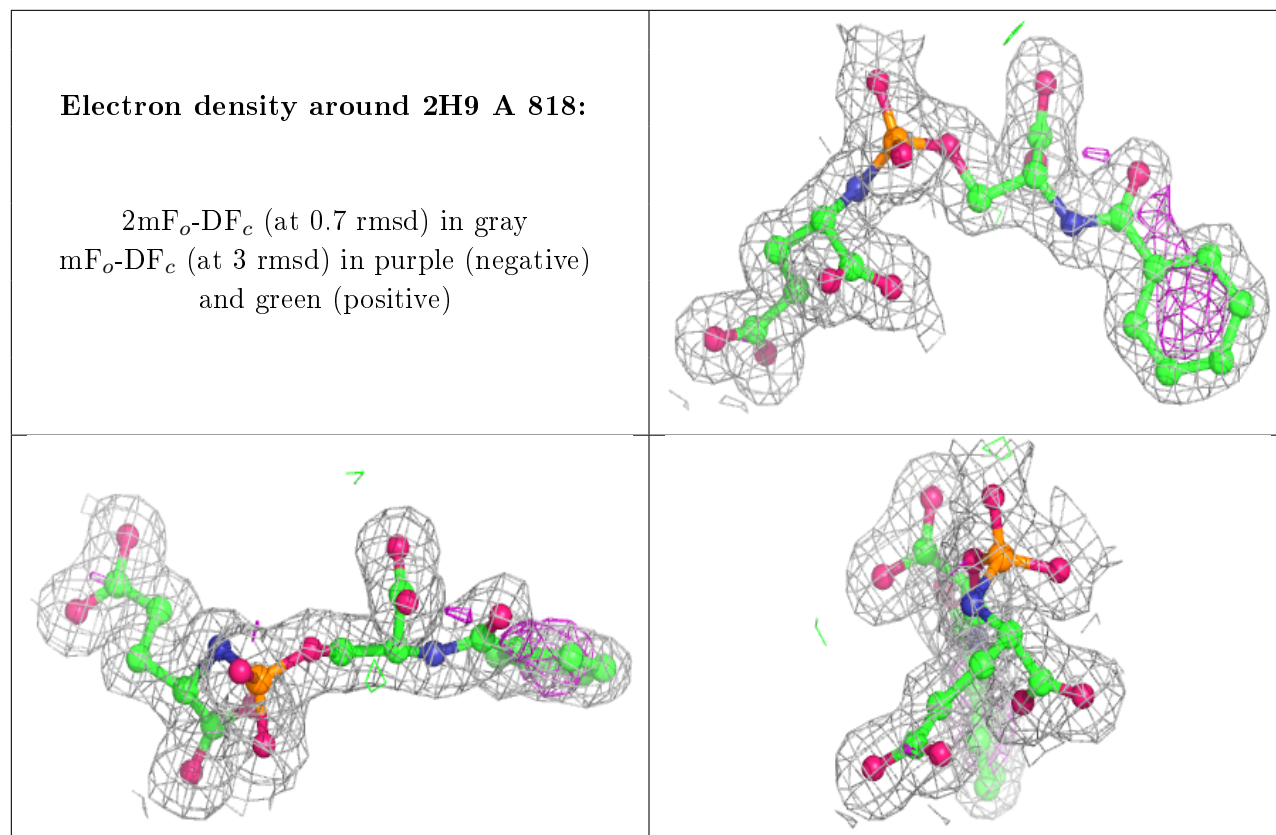 Electron density around 2H9 A 818:
2mFₒ-DF𝒸 (at 0.7 rmsd) in gray
mFₒ-DF𝒸 (at 3 rmsd) in purple (negative)
and green (positive)